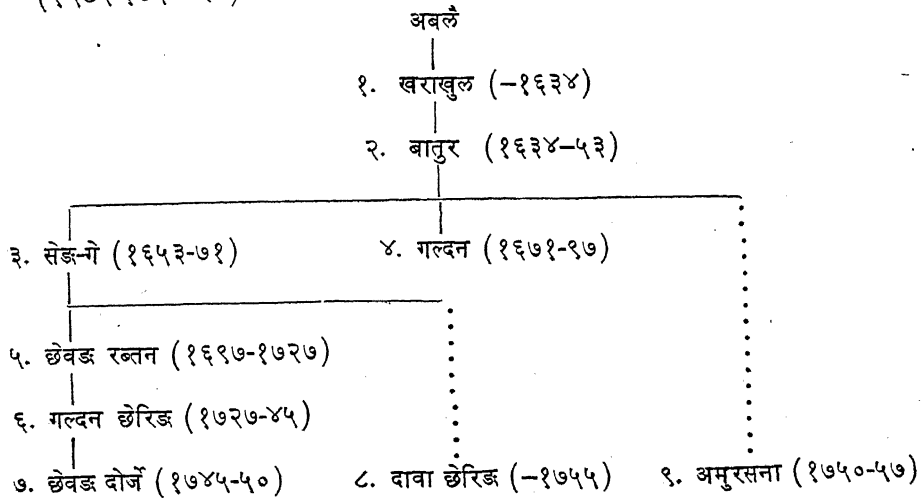 अबलै
१. खराखुल (–१६३४)
२. बातुर (१६३४–५३)
३. सेङ-गे (१६५३-७१) ४. गल्दन (१६७१-९७)
५. छेवङ रब्तन (१६९७-१७२७)
६. गल्दन छेरिङ (१७२७-४५)
७. छेवङ दोर्जे (१७४५-५०) ८. दावा छेरिङ (–१७५५) ९. अमुरसना (१७५०-५७)